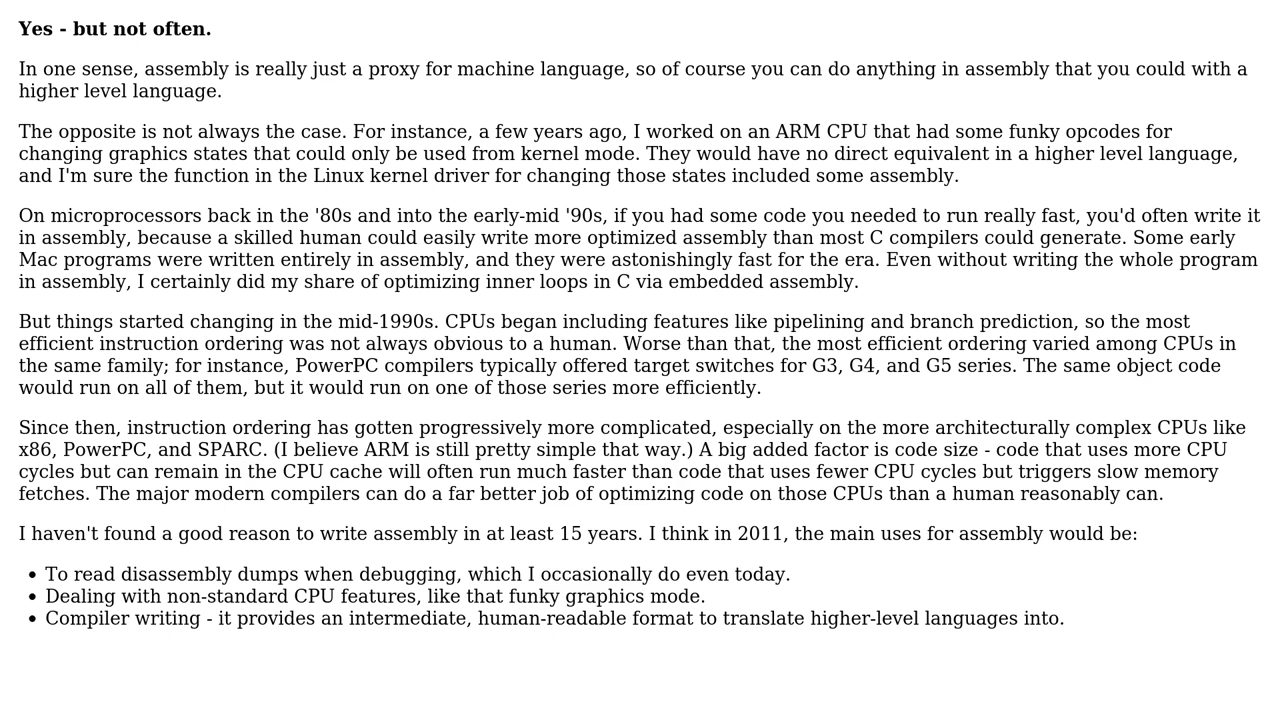 Yes - but not often.
In one sense, assembly is really just a proxy for machine language, so of course you can do anything in assembly that you could with a
higher level language.
The opposite is not always the case. For instance, a few years ago, I worked on an ARM CPU that had some funky opcodes for
changing graphics states that could only be used from kernel mode. They would have no direct equivalent in a higher level language,
and I'm sure the function in the Linux kernel driver for changing those states included some assembly.
On microprocessors back in the '80s and into the early-mid '90s, if you had some code you needed to run really fast, you'd often write it
in assembly, because a skilled human could easily write more optimized assembly than most C compilers could generate. Some early
Mac programs were written entirely in assembly, and they were astonishingly fast for the era. Even without writing the whole program
in assembly, I certainly did my share of optimizing inner loops in C via embedded assembly.
But things started changing in the mid-1990s. CPUs began including features like pipelining and branch prediction, so the most
efficient instruction ordering was not always obvious to a human. Worse than that, the most efficient ordering varied among CPUs in
the same family; for instance, PowerPC compilers typically offered target switches for G3, G4, and G5 series. The same object code
would run on all of them, but it would run on one of those series more efficiently.
Since then, instruction ordering has gotten progressively more complicated, especially on the more architecturally complex CPUs like
x86, PowerPC, and SPARC. (I believe ARM is still pretty simple that way.) A big added factor is code size - code that uses more CPU
cycles but can remain in the CPU cache will often run much faster than code that uses fewer CPU cycles but triggers slow memory
fetches. The major modern compilers can do a far better job of optimizing code on those CPUs than a human reasonably can.
I haven't found a good reason to write assembly in at least 15 years. I think in 2011, the main uses for assembly would be:
• To read disassembly dumps when debugging, which I occasionally do even today.
• Dealing with non-standard CPU features, like that funky graphics mode.
• Compiler writing - it provides an intermediate, human-readable format to translate higher-level languages into.